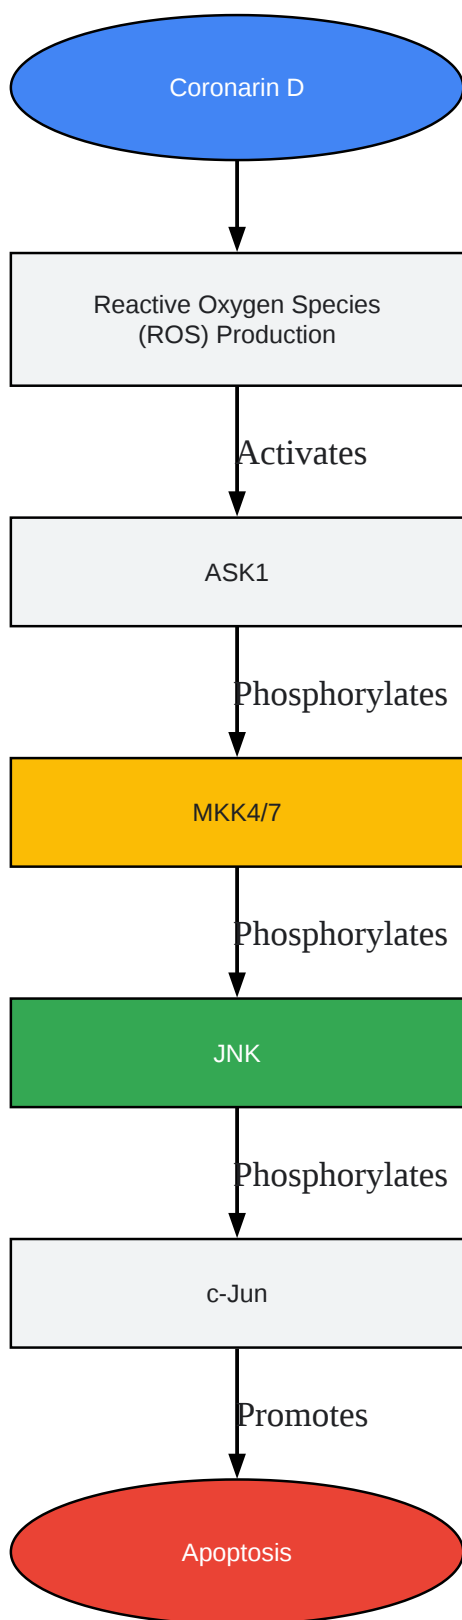 Coronarin D
Reactive Oxygen Species
(ROS) Production
Activates
ASK1
Phosphorylates
MKK4/7
Phosphorylates
JNK
Phosphorylates
c-Jun
Promotes
Apoptosis